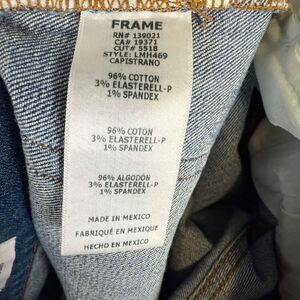 FRAME
RN# 139021
CA# 19371
CUT# 5518
STYLE: LMH469
CAPISTRANO
96% COTTON
3% ELASTERELL-P
1% SPANDEX
96% COTON
3% ELASTERELL-P
1% SPANDEX
96% ALGODÓN
3% ELASTERELL-P
1% SPANDEX
MADE IN MEXICO
FABRIQUÉ EN MEXIQUE
HECHO EN MEXICO